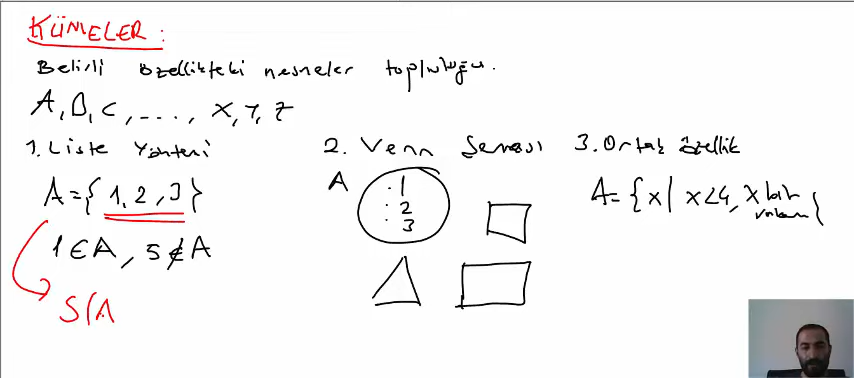 KÜMELER :
Belirli özellikteki nesneler topluluğu.
A, B, C, ...., X, Y, Z
1. Liste Yöntemi
A = { 1, 2, 3 }
1 ∈ A, 5 ∉ A
S(A
2. Venn Şeması
A
. 1
. 2
. 3
3. Ortak özellik
A = { x | x < 4, x bir rakam {